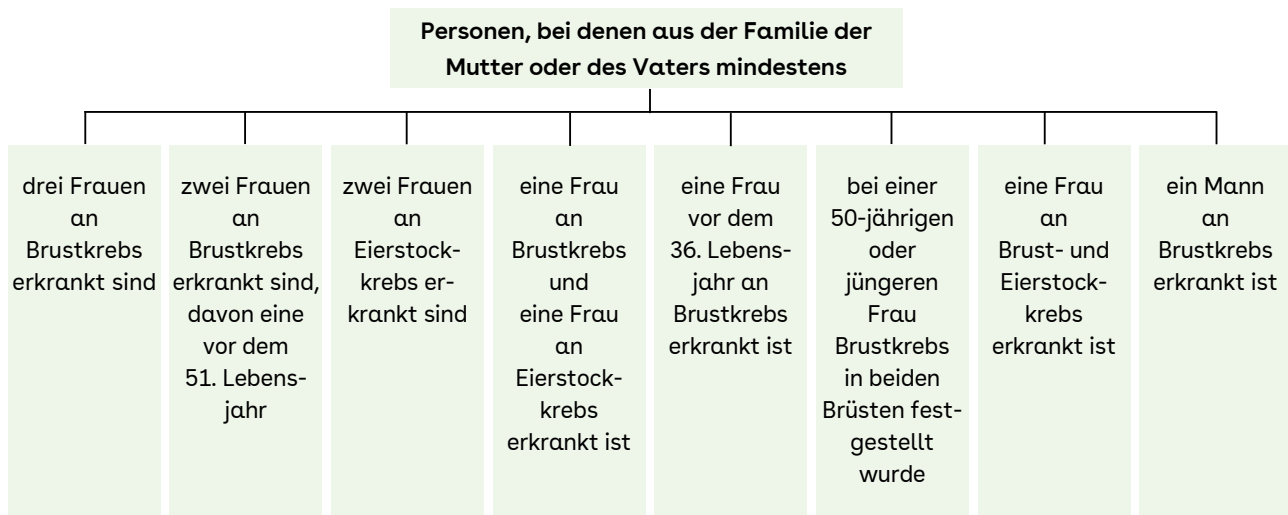 Personen, bei denen aus der Familie der
Mutter oder des Vaters mindestens
drei Frauen
an
Brustkrebs
erkrankt sind
zwei Frauen
an
Brustkrebs
erkrankt sind,
davon eine
vor dem
51. Lebens-
jahr
zwei Frauen
an
Eierstock-
krebs er-
krankt sind
eine Frau
an
Brustkrebs
und
eine Frau
an
Eierstock-
krebs
erkrankt ist
eine Frau
vor dem
36. Lebens-
jahr an
Brustkrebs
erkrankt ist
bei einer
50-jährigen
oder
jüngeren
Frau
Brustkrebs
in beiden
Brüsten fest-
gestellt
wurde
eine Frau
an
Brust- und
Eierstock-
krebs
erkrankt ist
ein Mann
an
Brustkrebs
erkrankt ist